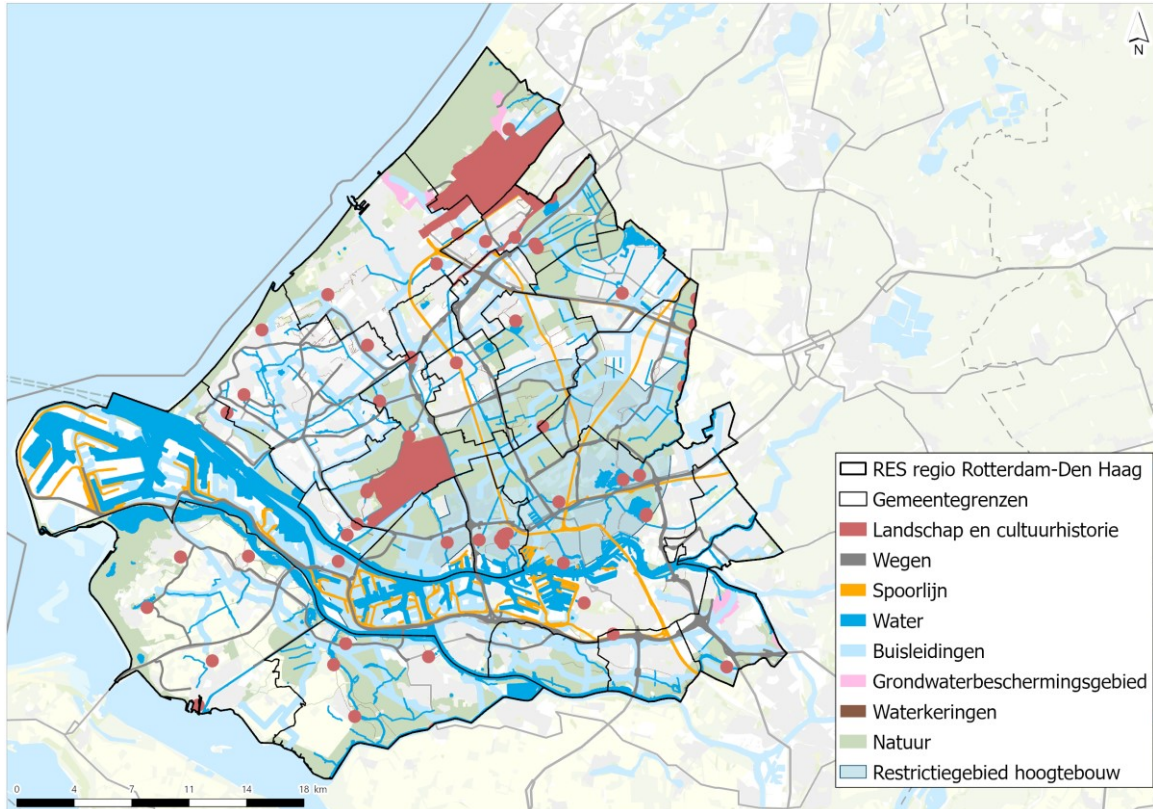 N
RES regio Rotterdam-Den Haag
Gemeentegrenzen
Landschap en cultuurhistorie
Wegen
Spoorlijn
Water
Buisleidingen
Grondwaterbeschermingsgebied
Waterkeringen
Natuur
Restrictiegebied hoogtebouw
0 4 7 11 14 18 km